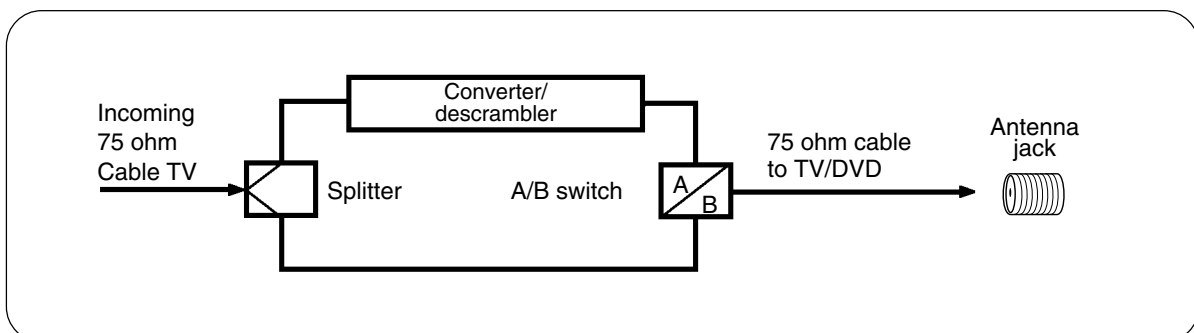 Incoming
75 ohm
Cable TV
Converter/
descrambler
Splitter
A/B switch
A
B
75 ohm cable
to TV/DVD
Antenna
jack